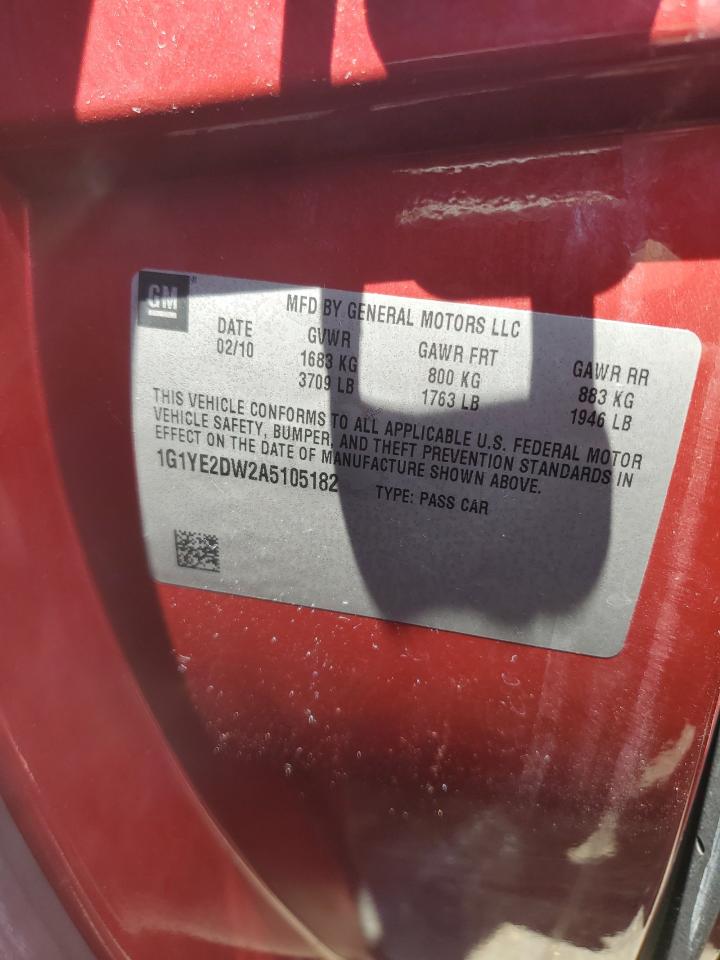 GM
MFD BY GENERAL MOTORS LLC
DATE GVWR GAWR FRT GAWR RR
02/10 1683 KG 800 KG 883 KG
3709 LB 1763 LB 1946 LB
THIS VEHICLE CONFORMS TO ALL APPLICABLE U.S. FEDERAL MOTOR
VEHICLE SAFETY, BUMPER, AND THEFT PREVENTION STANDARDS IN
EFFECT ON THE DATE OF MANUFACTURE SHOWN ABOVE.
1G1YE2DW2A5105182 TYPE: PASS CAR